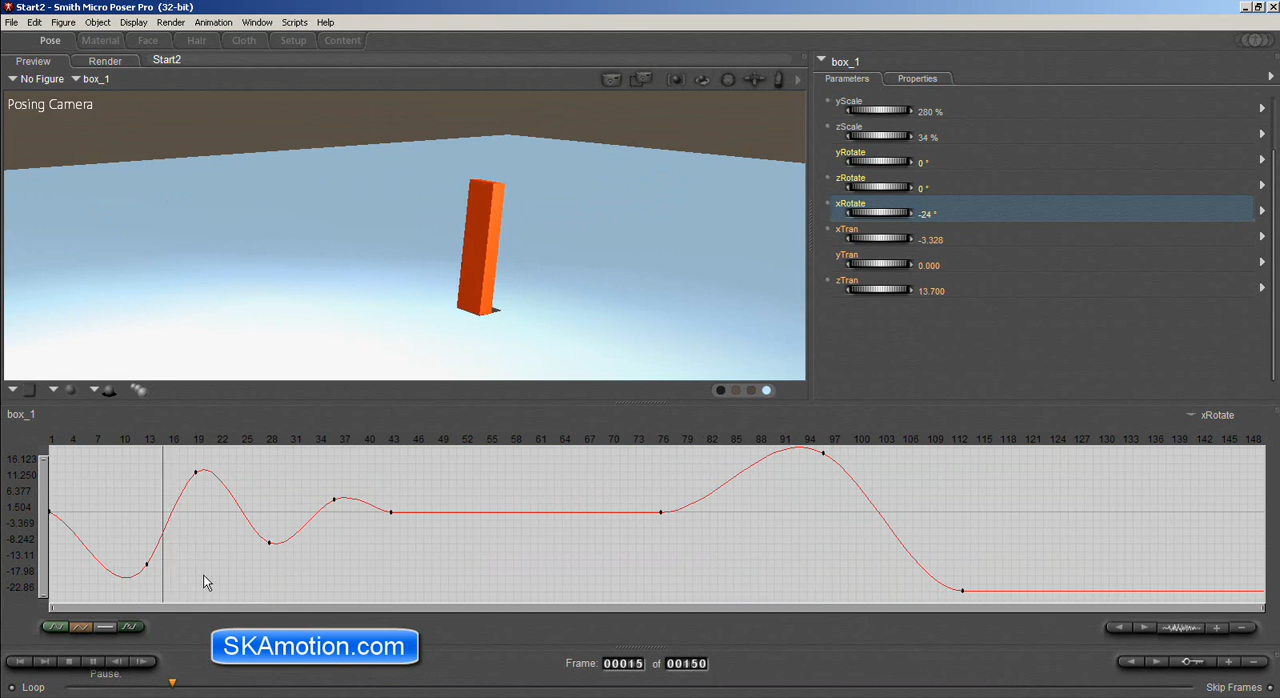 Start2 - Smith Micro Poser Pro (32-bit)
File Edit Figure Object Display Render Animation Window Scripts Help
Pose Material Face Hair Cloth Setup Content
Preview Render Start2
No Figure box_1
Posing Camera
box_1
Parameters Properties
yScale
280 %
zScale
34 %
yRotate
0 °
zRotate
0 °
xRotate
-24 °
xTran
-3.328
yTran
0.000
zTran
13.700
box_1 xRotate
1 4 7 10 13 16 19 22 25 28 31 34 37 40 43 46 49 52 55 58 61 64 67 70 73 76 79 82 85 88 91 94 97 100 103 106 109 112 115 118 121 124 127 130 133 136 139 142 145 148
16.123
11.250
6.377
1.504
-3.369
-8.242
-13.11
-17.98
-22.86
SKAmotion.com
Frame: 00015 of 00150
Pause.
Loop Skip Frames